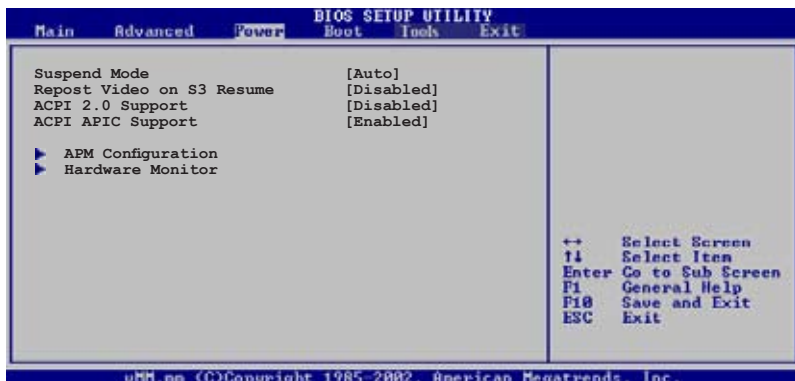 BIOS SETUP UTILITY
Main Advanced Power Boot Tools Exit
Suspend Mode [Auto]
Repost Video on S3 Resume [Disabled]
ACPI 2.0 Support [Disabled]
ACPI APIC Support [Enabled]
APM Configuration
Hardware Monitor
↔ Select Screen
↑↓ Select Item
Enter Go to Sub Screen
F1 General Help
F10 Save and Exit
ESC Exit
(C)Copyright 1985-2002, American Megatrends, Inc.